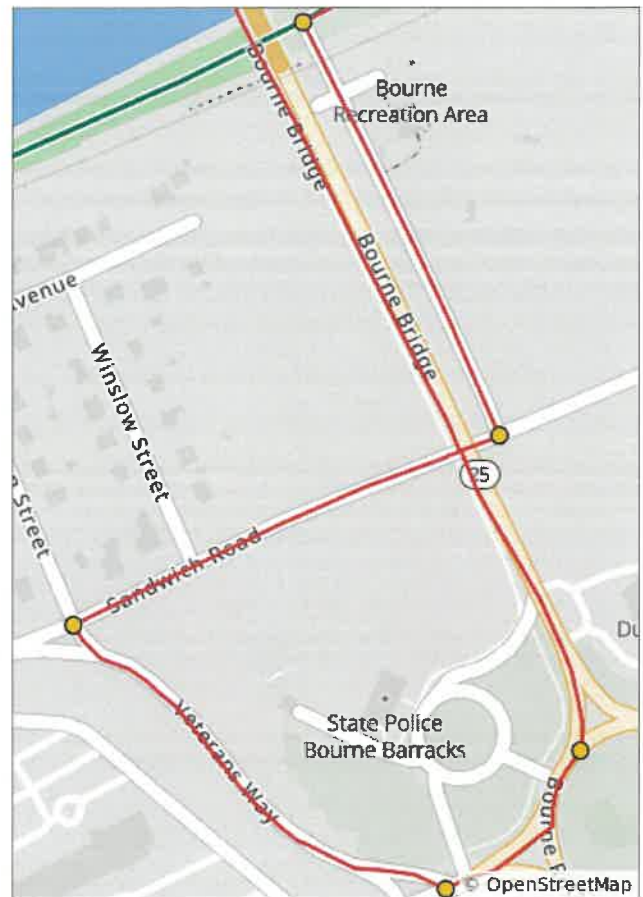 Bourne Bridge
Bourne
Recreation Area
Bourne Bridge
venue
Winslow Street
Street
25
Sandwich Road
Du
State Police
Bourne Barracks
Veterans Way
Bourne
© OpenStreetMap